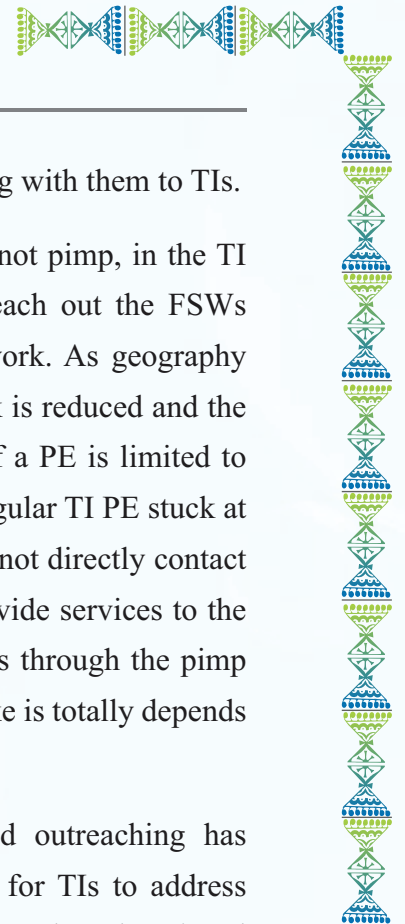 g with them to TIs.
not pimp, in the TI
each out the FSWs
vork. As geography
is reduced and the
f a PE is limited to
gular TI PE stuck at
not directly contact
vide services to the
s through the pimp
ke is totally depends
d outreaching has
for TIs to address